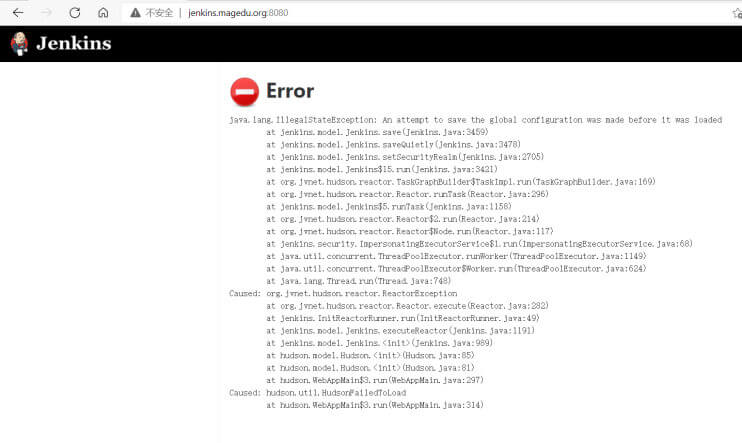 不安全 | jenkins.magedu.org:8080
Jenkins
Error
java.lang.IllegalStateException: An attempt to save the global configuration was made before it was loaded
at jenkins.model.Jenkins.save(Jenkins.java:3459)
at jenkins.model.Jenkins.saveQuietly(Jenkins.java:3478)
at jenkins.model.Jenkins.setSecurityRealm(Jenkins.java:2705)
at jenkins.model.Jenkins$15.run(Jenkins.java:3421)
at org.jvnet.hudson.reactor.TaskGraphBuilder$TaskImpl.run(TaskGraphBuilder.java:169)
at org.jvnet.hudson.reactor.Reactor.runTask(Reactor.java:296)
at jenkins.model.Jenkins$5.runTask(Jenkins.java:1158)
at org.jvnet.hudson.reactor.Reactor$2.run(Reactor.java:214)
at org.jvnet.hudson.reactor.Reactor$Node.run(Reactor.java:117)
at jenkins.security.ImpersonatingExecutorService$1.run(ImpersonatingExecutorService.java:68)
at java.util.concurrent.ThreadPoolExecutor.runWorker(ThreadPoolExecutor.java:1149)
at java.util.concurrent.ThreadPoolExecutor$Worker.run(ThreadPoolExecutor.java:624)
at java.lang.Thread.run(Thread.java:748)
Caused: org.jvnet.hudson.reactor.ReactorException
at org.jvnet.hudson.reactor.Reactor.execute(Reactor.java:282)
at jenkins.InitReactorRunner.run(InitReactorRunner.java:49)
at jenkins.model.Jenkins.executeReactor(Jenkins.java:1191)
at jenkins.model.Jenkins.<init>(Jenkins.java:989)
at hudson.model.Hudson.<init>(Hudson.java:85)
at hudson.model.Hudson.<init>(Hudson.java:81)
at hudson.WebAppMain$3.run(WebAppMain.java:297)
Caused: hudson.util.HudsonFailedToLoad
at hudson.WebAppMain$3.run(WebAppMain.java:314)